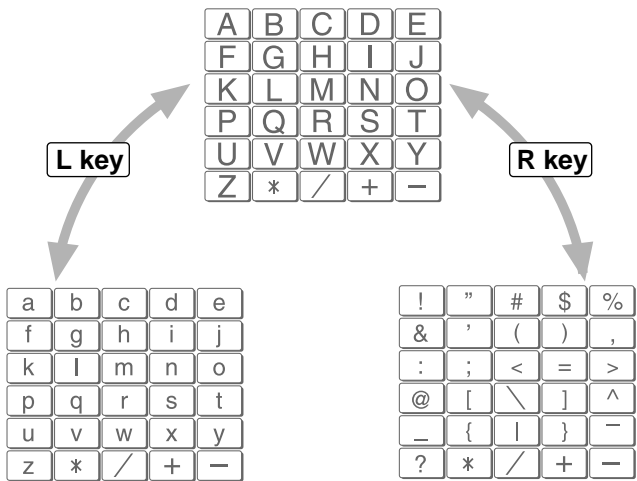 A B C D E
F G H I J
K L M N O
P Q R S T
U V W X Y
Z * / + −
L key
R key
a b c d e
f g h i j
k l m n o
p q r s t
u v w x y
z * / + −
! ” # $ %
& ’ ( ) ,
: ; < = >
@ [ \ ] ^
_ { | } ‾
? * / + −